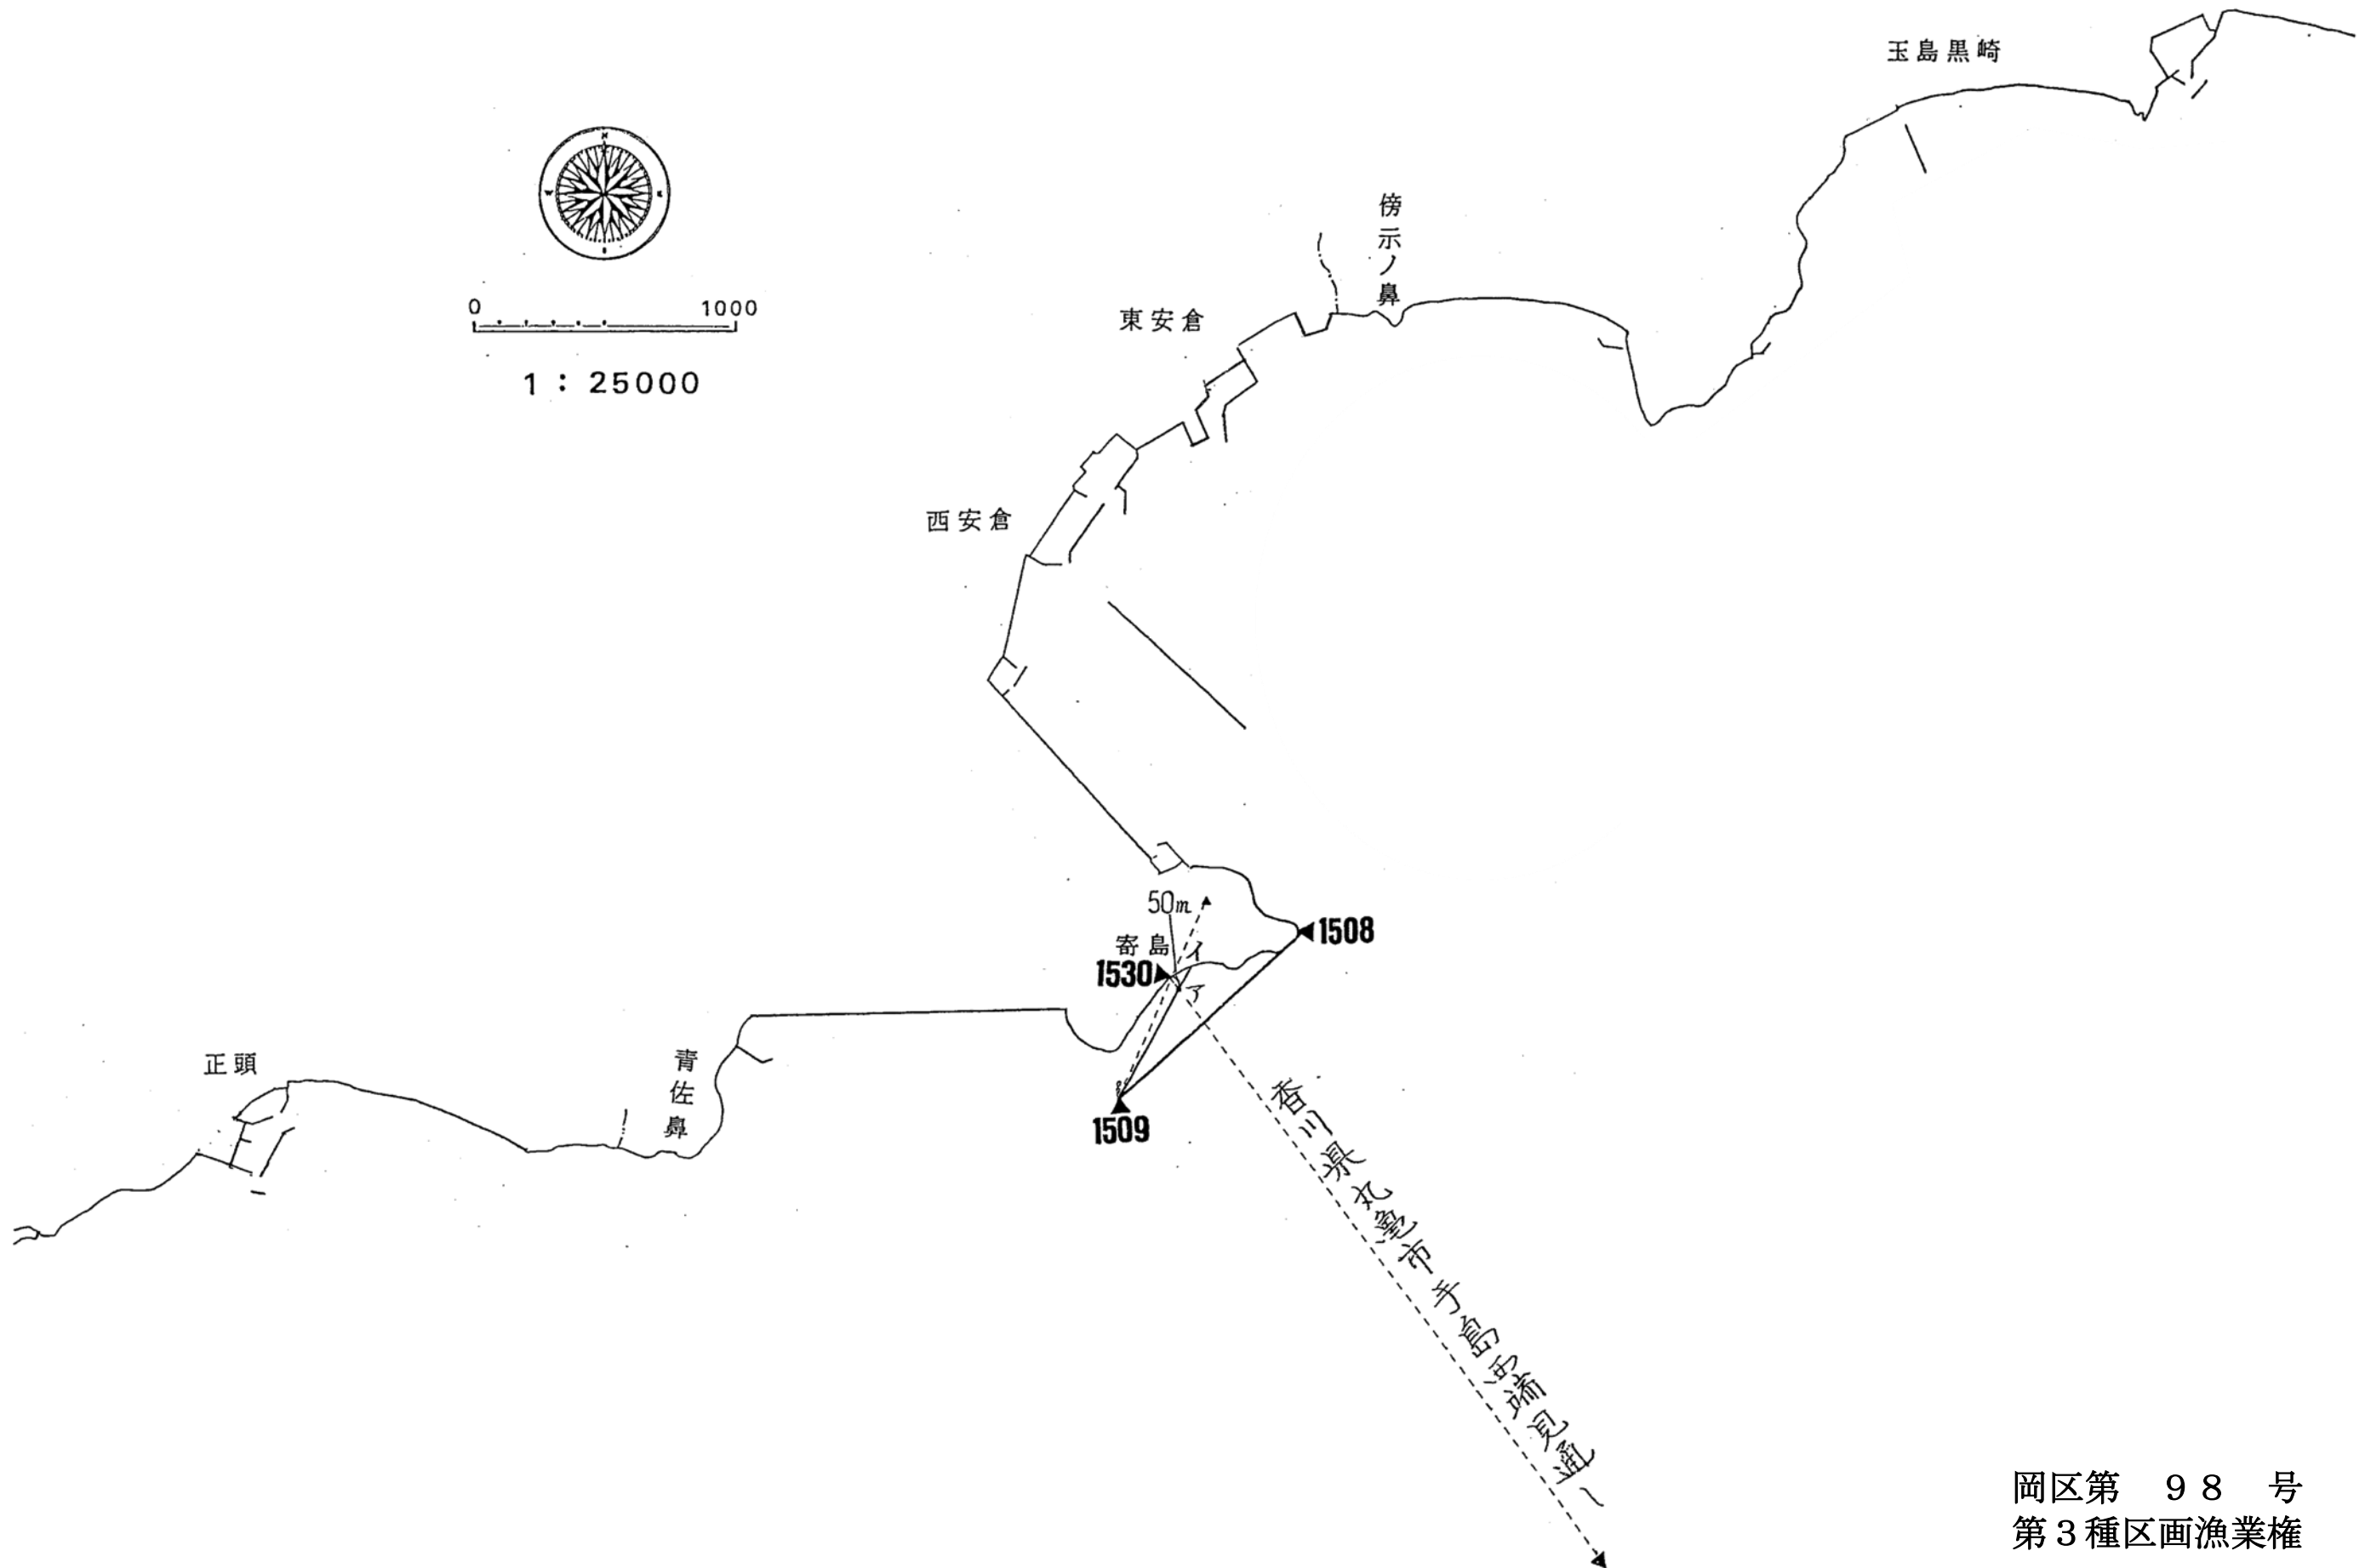 玉島黒崎
N
W
E
S
傍示ノ鼻
0 1000
東安倉
1 : 25000
西安倉
50m
1508
寄島
イ
1530
ア
正頭
青佐鼻
1509
香川県丸亀市手島西端見通し
岡区第 98 号
第3種区画漁業権